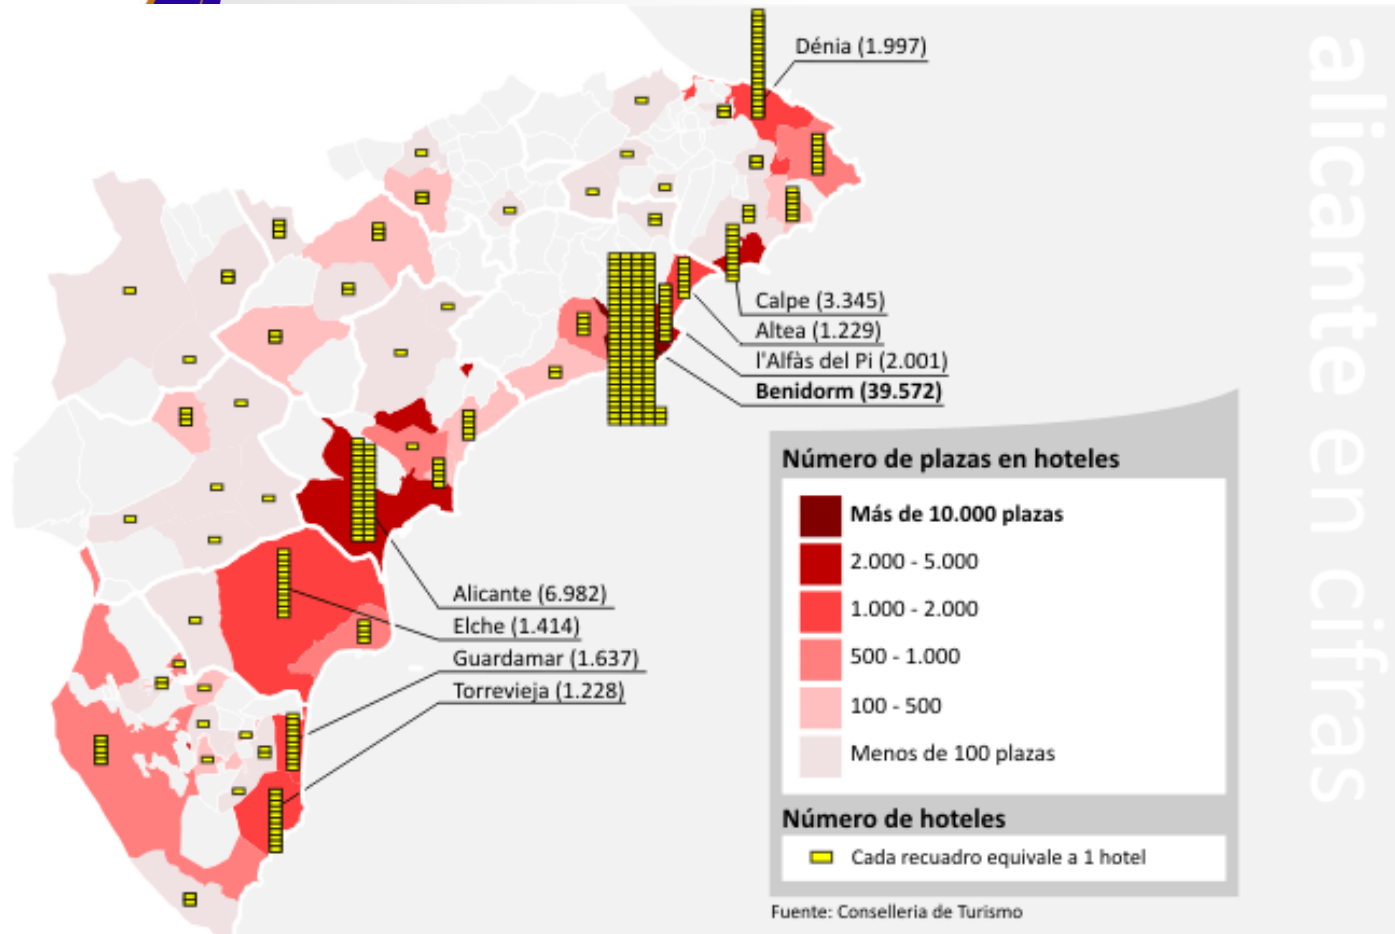 Dénia (1.997)
Calpe (3.345)
Altea (1.229)
l'Alfàs del Pi (2.001)
Benidorm (39.572)
Alicante (6.982)
Elche (1.414)
Guardamar (1.637)
Torrevieja (1.228)
Número de plazas en hoteles
Más de 10.000 plazas
2.000 - 5.000
1.000 - 2.000
500 - 1.000
100 - 500
Menos de 100 plazas
Número de hoteles
Cada recuadro equivale a 1 hotel
Fuente: Conselleria de Turismo
alicante en cifras